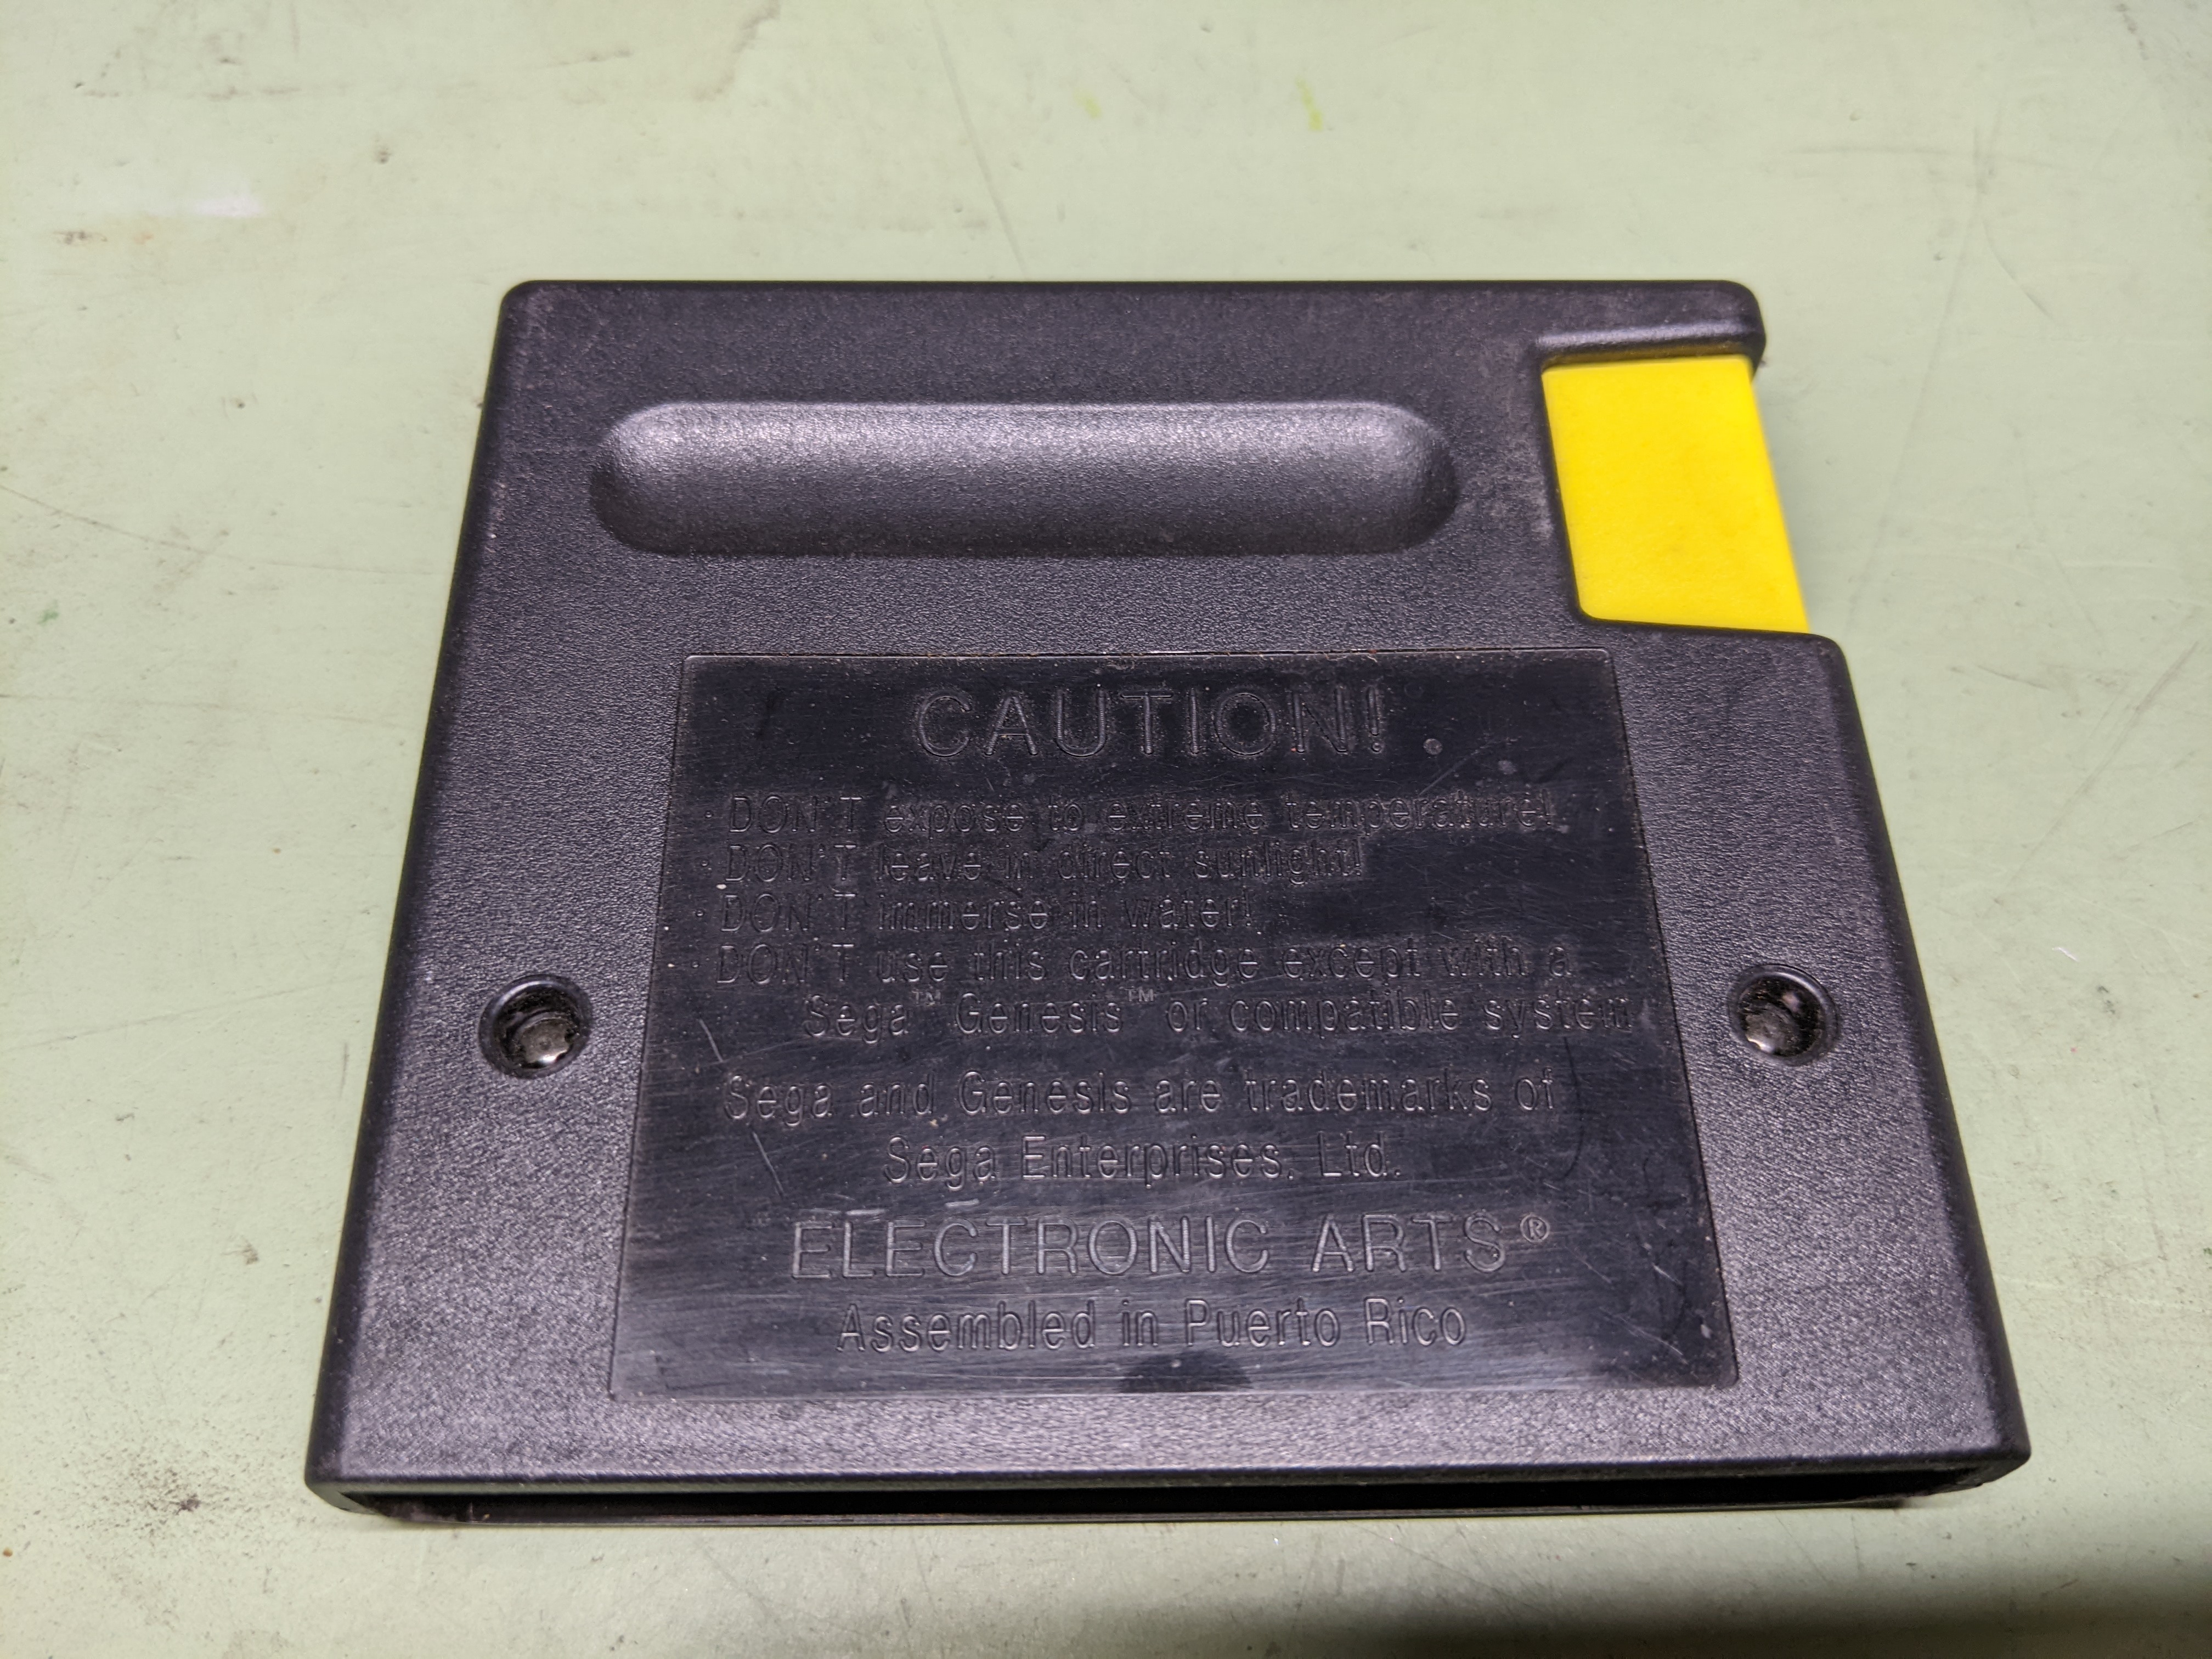 CAUTION!
· DON'T expose to extreme temperature!
· DON'T leave in direct sunlight!
· DON'T immerse in water!
· DON'T use this cartridge except with a
Sega™ Genesis™ or compatible system
Sega and Genesis are trademarks of
Sega Enterprises, Ltd.
ELECTRONIC ARTS®
Assembled in Puerto Rico